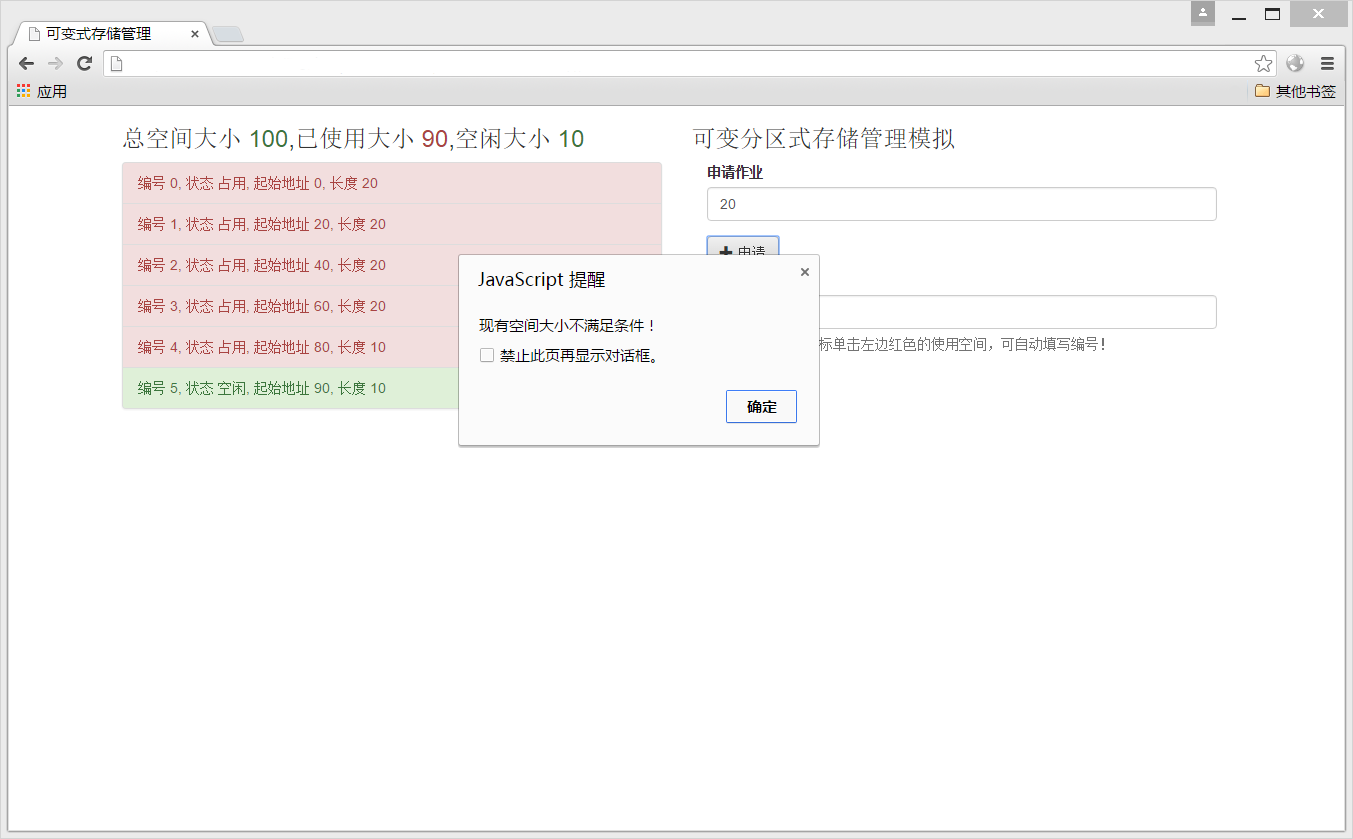 可变式存储管理
应用
其他书签
总空间大小 100,已使用大小 90,空闲大小 10
编号 0, 状态 占用, 起始地址 0, 长度 20
编号 1, 状态 占用, 起始地址 20, 长度 20
编号 2, 状态 占用, 起始地址 40, 长度 20
编号 3, 状态 占用, 起始地址 60, 长度 20
编号 4, 状态 占用, 起始地址 80, 长度 10
编号 5, 状态 空闲, 起始地址 90, 长度 10
可变分区式存储管理模拟
申请作业
20
申请
标单击左边红色的使用空间，可自动填写编号！
JavaScript 提醒
现有空间大小不满足条件！
禁止此页再显示对话框。
确定